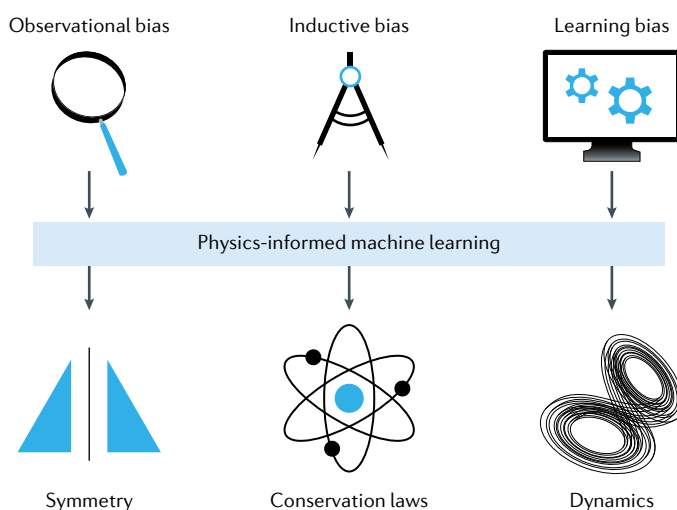 Observational bias
Inductive bias
Learning bias
Physics-informed machine learning
Symmetry
Conservation laws
Dynamics